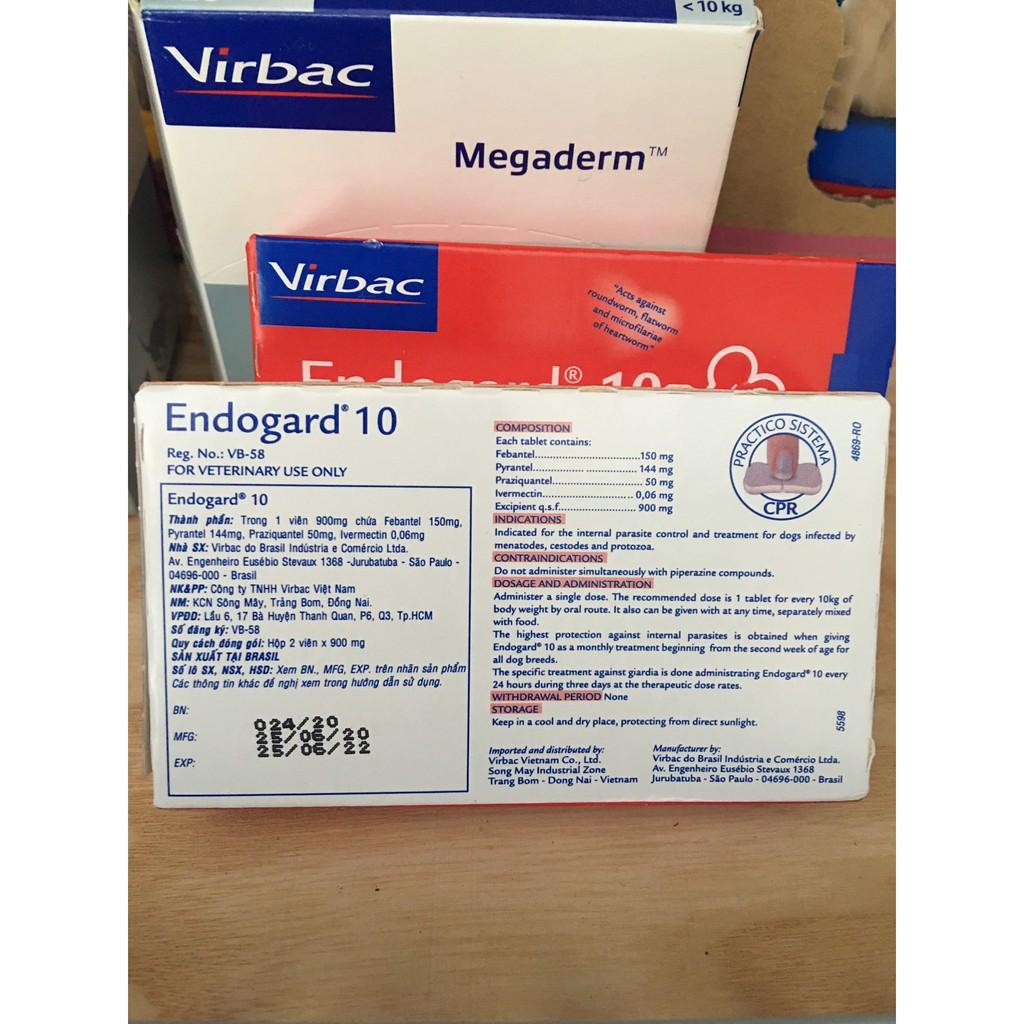 < 10 kg
Virbac
Megaderm™
Virbac
"Acts against
roundworm, flatworm
and microfilariae
of heartworm"
Endogard® 10
Endogard® 10
Reg. No.: VB-58
FOR VETERINARY USE ONLY
Endogard® 10
Thành phần: Trong 1 viên 900mg chứa Febantel 150mg,
Pyrantel 144mg, Praziquantel 50mg, Ivermectin 0,06mg
Nhà SX: Virbac do Brasil Indústria e Comércio Ltda.
Av. Engenheiro Eusébio Stevaux 1368 -Jurubatuba - São Paulo -
04696-000 - Brasil
NK&PP: Công ty TNHH Virbac Việt Nam
NM: KCN Sông Mây, Trảng Bom, Đồng Nai.
VPĐD: Lầu 6, 17 Bà Huyện Thanh Quan, P6, Q3, Tp.HCM
Số đăng ký: VB-58
Quy cách đóng gói: Hộp 2 viên x 900 mg
SẢN XUẤT TẠI BRASIL
Số lô SX, NSX, HSD: Xem BN., MFG, EXP. trên nhãn sản phẩm
Các thông tin khác đề nghị xem trong hướng dẫn sử dụng.
BN: 024/20
MFG: 25/06/20
EXP: 25/06/22
COMPOSITION
Each tablet contains:
Febantel..............................150 mg
Pyrantel............... ............. 144 mg
Praziquantel........................ 50 mg
Ivermectin..........................0,06 mg
Excipient q.s.f..................... 900 mg
INDICATIONS
Indicated for the internal parasite control and treatment for dogs infected by
menatodes, cestodes and protozoa.
CONTRAINDICATIONS
Do not administer simultaneously with piperazine compounds.
DOSAGE AND ADMINISTRATION
Administer a single dose. The recommended dose is 1 tablet for every 10kg of
body weight by oral route. It also can be given with at any time, separately mixed
with food.
The highest protection against internal parasites is obtained when giving
Endogard® 10 as a monthly treatment beginning from the second week of age for
all dog breeds.
The specific treatment against giardia is done administrating Endogard® 10 every
24 hours during three days at the therapeutic dose rates.
WITHDRAWAL PERIOD None
STORAGE
Keep in a cool and dry place, protecting from direct sunlight.
Imported and distributed by:
Virbac Vietnam Co., Ltd.
Song May Industrial Zone
Trang Bom - Dong Nai - Vietnam
Manufacturer by:
Virbac do Brasil Indústria e Comércio Ltda.
Av. Engenheiro Eusébio Stevaux 1368
Jurubatuba - São Paulo - 04696-000 - Brasil
PRACTICO SISTEMA
CPR
4869-RO
5598